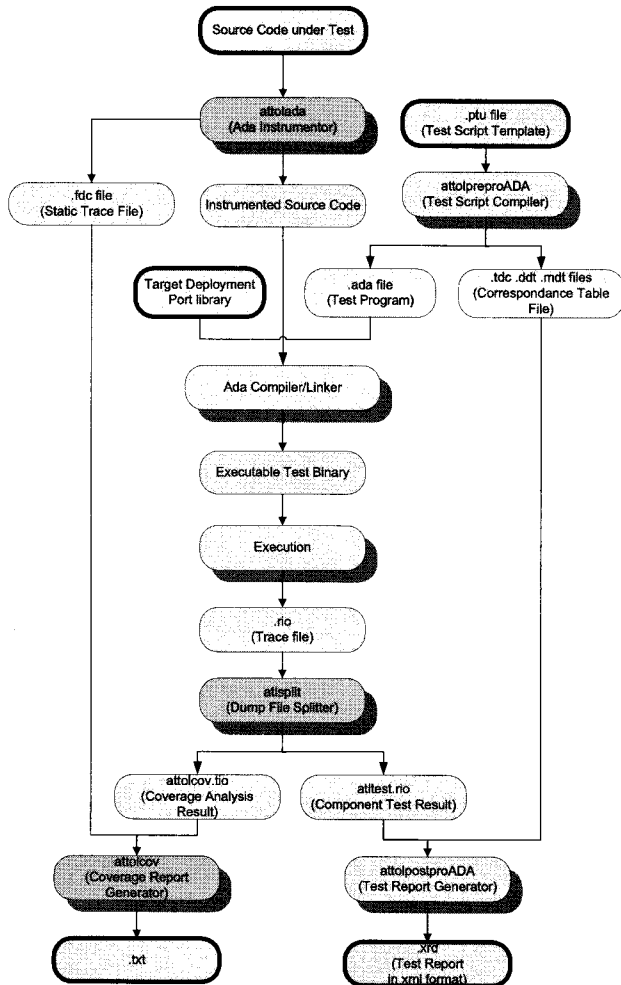 Source Code under Test
attolada
(Ada Instrumentor)
.ptu file
(Test Script Template)
.fdc file
(Static Trace File)
Instrumented Source Code
attolpreproADA
(Test Script Compiler)
Target Deployment
Port library
.ada file
(Test Program)
.tdc .ddt .mdt files
(Correspondance Table
File)
Ada Compiler/Linker
Executable Test Binary
Execution
.rio
(Trace file)
atlsplit
(Dump File Splitter)
attolcov.tio
(Coverage Analysis
Result)
atltest.rio
(Component Test Result)
attolcov
(Coverage Report
Generator)
attolpostproADA
(Test Report Generator)
.txt
.xrd
(Test Report
in xml format)